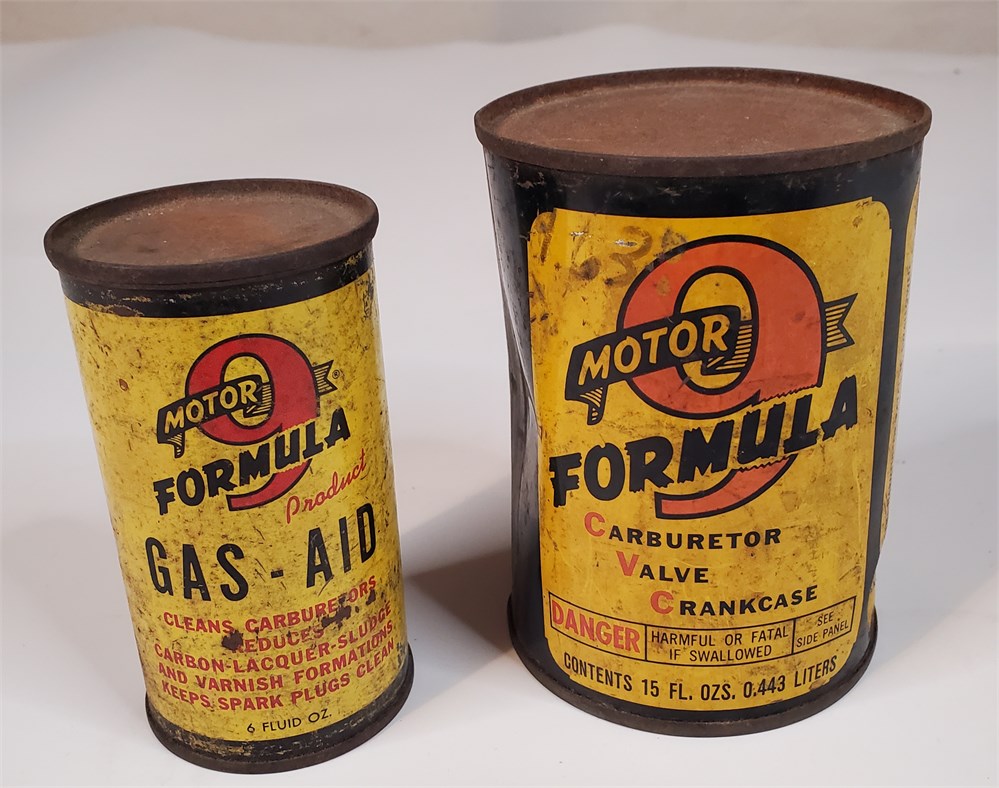 9
MOTOR
®
FORMULA
Product
GAS-AID
CLEANS CARBURETORS
REDUCES
CARBON-LACQUER-SLUDGE
AND VARNISH FORMATIONS
KEEPS SPARK PLUGS CLEAN
6 FLUID OZ.
9
MOTOR
FORMULA
CARBURETOR
VALVE
CRANKCASE
DANGER
HARMFUL OR FATAL
IF SWALLOWED
SEE
SIDE PANEL
CONTENTS 15 FL. OZS. 0.443 LITERS